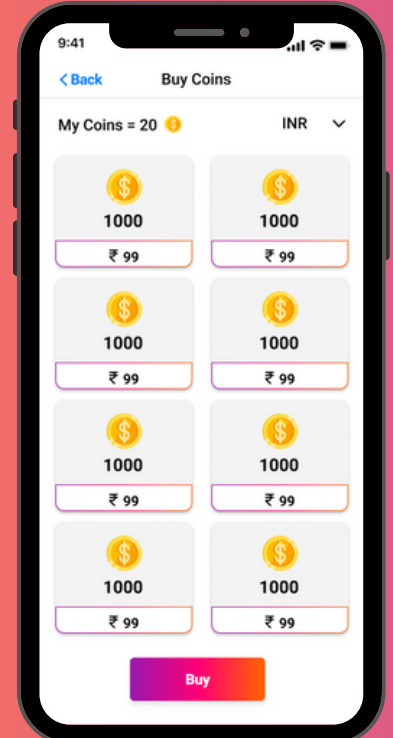 9:41
< Back Buy Coins
My Coins = 20 $ INR
$ $
1000 1000
₹ 99 ₹ 99
$ $
1000 1000
₹ 99 ₹ 99
$ $
1000 1000
₹ 99 ₹ 99
$ $
1000 1000
₹ 99 ₹ 99
Buy